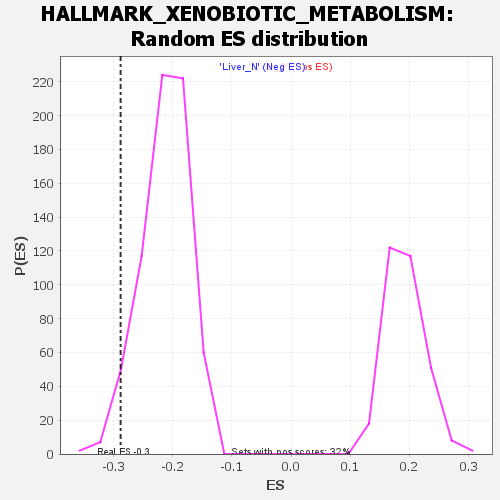 HALLMARK_XENOBIOTIC_METABOLISM:
Random ES distribution
'Liver_N' (Neg ES) os ES)
P(ES)
220
200
180
160
140
120
100
80
60
40
20
0
Real ES -0.3
Sets with pos scores: 32%
-0.3 -0.2 -0.1 0.0 0.1 0.2 0.3
ES